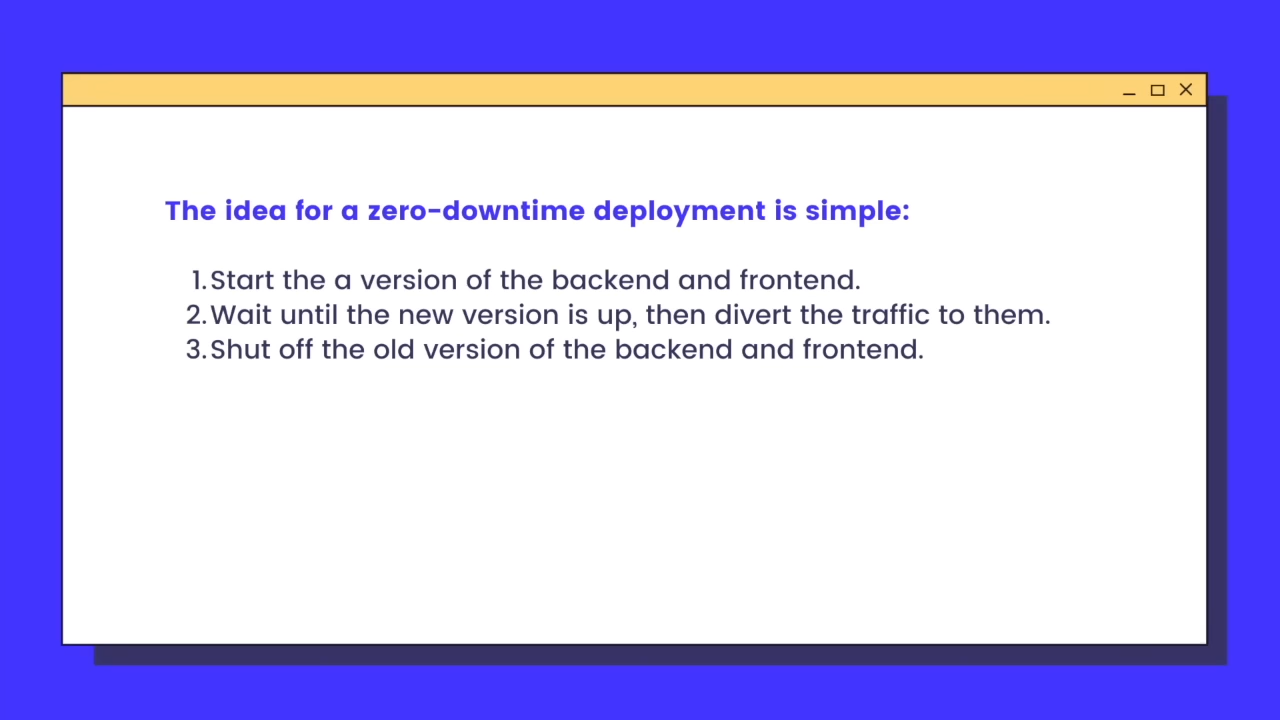 The idea for a zero-downtime deployment is simple:
1. Start the a version of the backend and frontend.
2. Wait until the new version is up, then divert the traffic to them.
3. Shut off the old version of the backend and frontend.